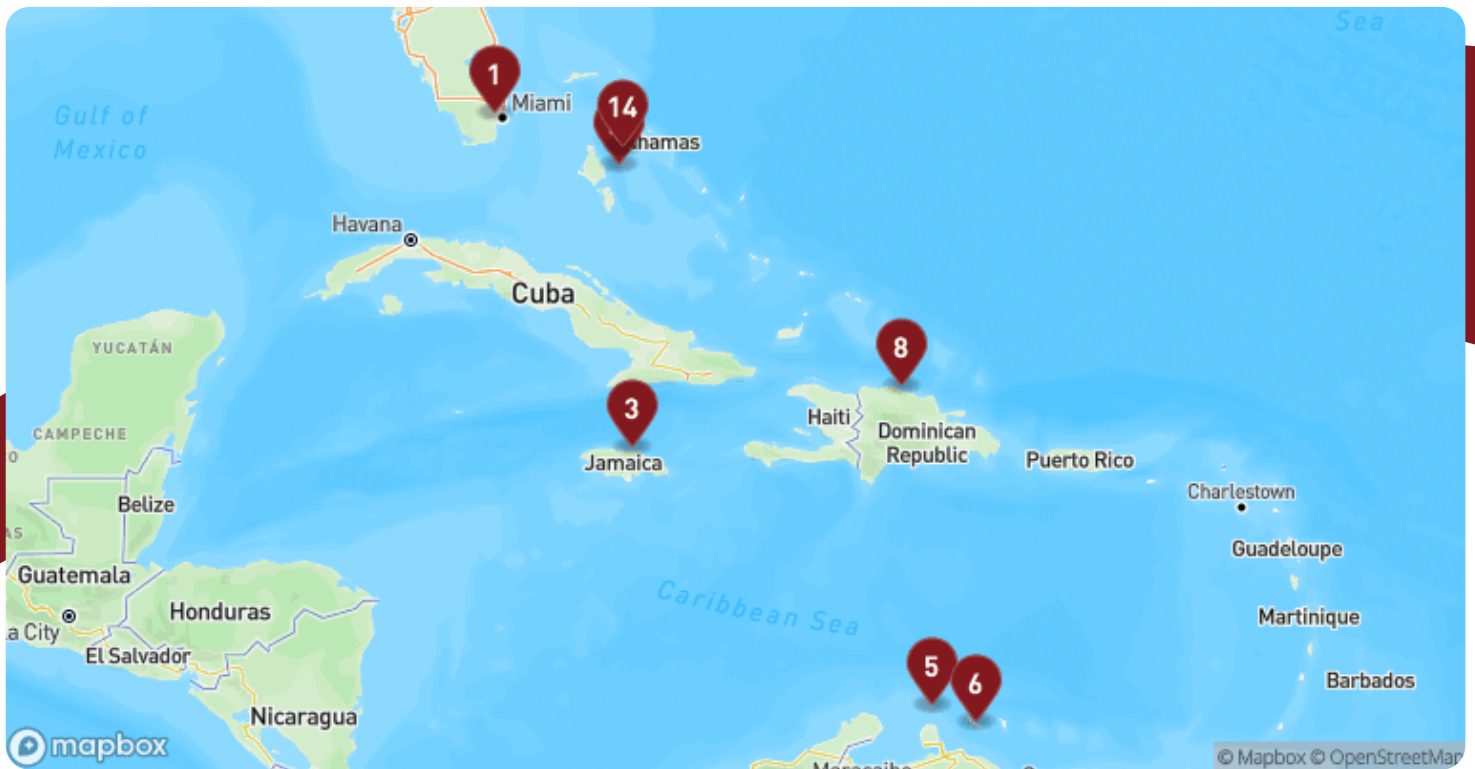 Sea
1
Miami
14
Gulf of
Mexico
hamas
Havana
Cuba
YUCATÁN
8
3
Haiti
Dominican
Republic
CAMPECHE
Jamaica
Puerto Rico
Charlestown
Belize
AS
Guadeloupe
Guatemala
Honduras
Caribbean Sea
Martinique
a City
El Salvador
5
6
Barbados
Nicaragua
mapbox
© Mapbox © OpenStreetMap